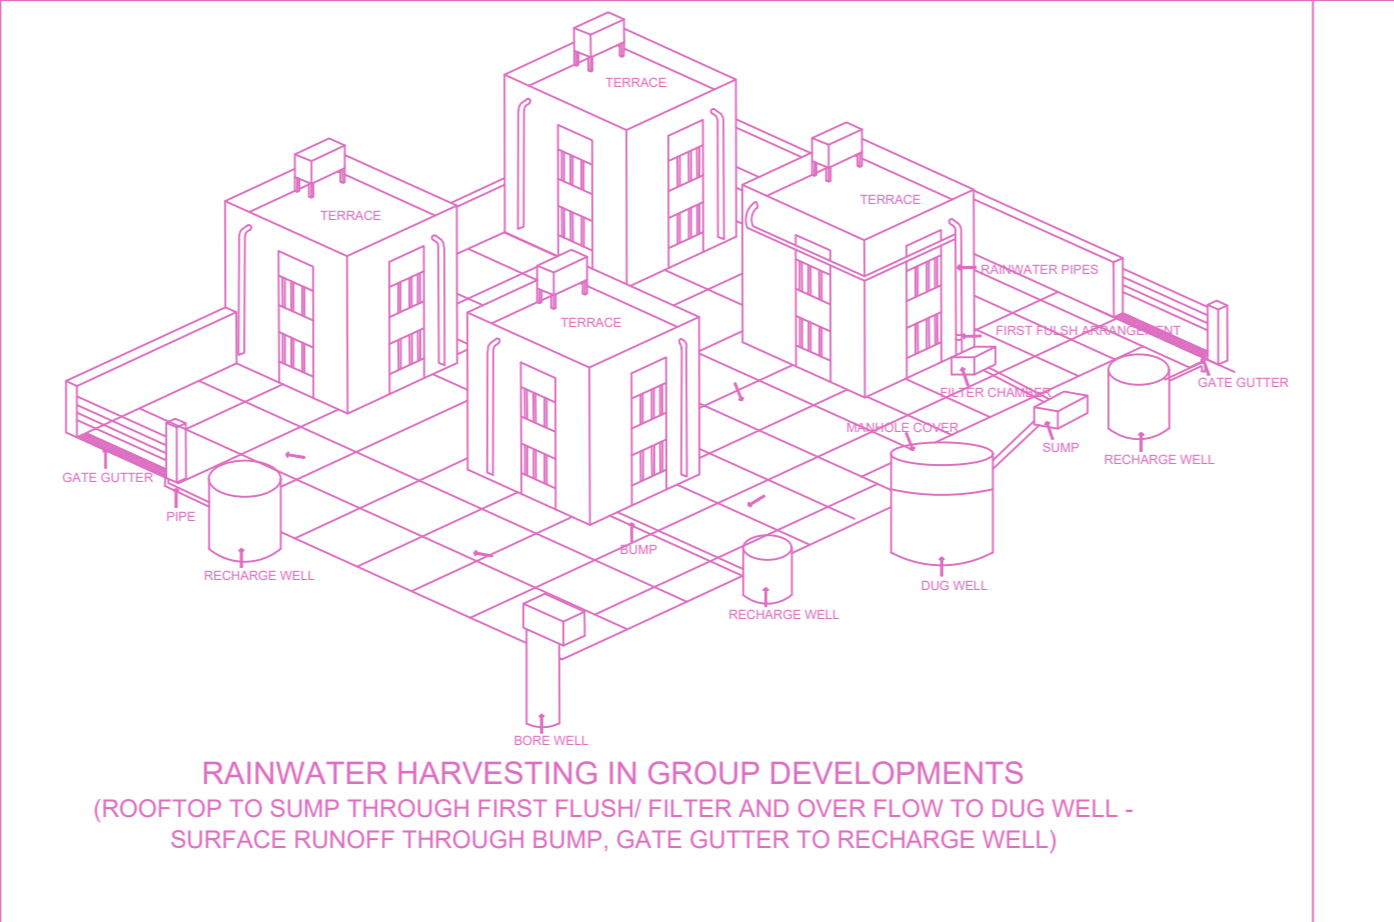 TERRACE
TERRACE
TERRACE
TERRACE
RAINWATER PIPES
FIRST FULSH ARRANGEMENT
GATE GUTTER
FILTER CHAMBER
MANHOLE COVER
SUMP
RECHARGE WELL
GATE GUTTER
PIPE
BUMP
RECHARGE WELL
DUG WELL
RECHARGE WELL
BORE WELL
RAINWATER HARVESTING IN GROUP DEVELOPMENTS
(ROOFTOP TO SUMP THROUGH FIRST FLUSH/ FILTER AND OVER FLOW TO DUG WELL -
SURFACE RUNOFF THROUGH BUMP, GATE GUTTER TO RECHARGE WELL)